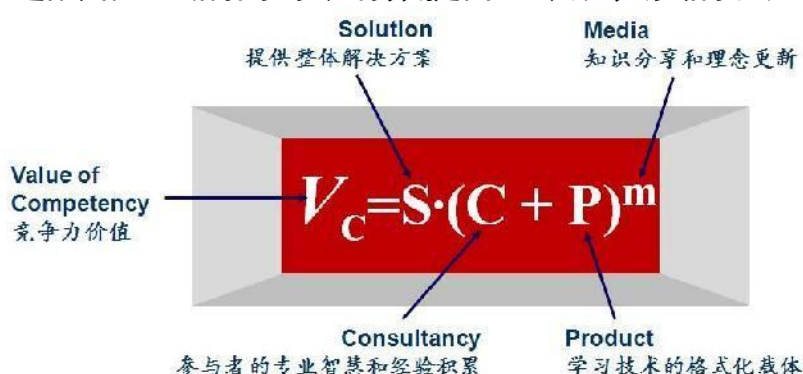 Solution
提供整体解决方案
Media
知识分享和理念更新
Value of
Competency
竞争力价值
V_C=S·(C + P)^m
Consultancy
参与者的专业智慧和经验积累
Product
学习技术的格式化载体